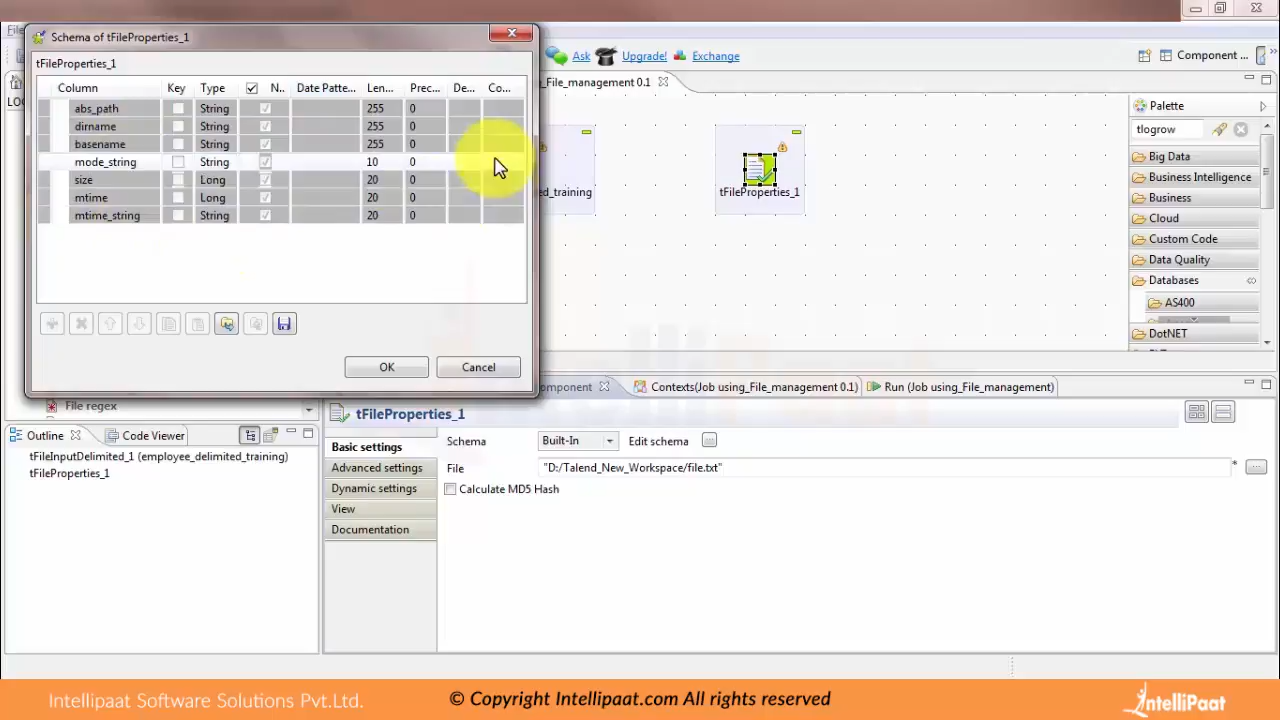 Schema of tFileProperties_1
tFileProperties_1
Column Key Type N.. Date Patte... Len... Prec... De... Co...
abs_path String 255 0
dirname String 255 0
basename String 255 0
mode_string String 10 0
size Long 20 0
mtime Long 20 0
mtime_string String 20 0
OK Cancel
Ask Upgrade! Exchange
Component ...
_File_management 0.1
ed_training
tFileProperties_1
Palette
tlogrow
Big Data
Business Intelligence
Business
Cloud
Custom Code
Data Quality
Databases
AS400
DotNET
File regex
Outline Code Viewer
tFileInputDelimited_1 (employee_delimited_training)
tFileProperties_1
omponent Contexts(Job using_File_management 0.1) Run (Job using_File_management)
tFileProperties_1
Basic settings
Advanced settings
Dynamic settings
View
Documentation
Schema Built-In Edit schema ...
File "D:/Talend_New_Workspace/file.txt" * ...
Calculate MD5 Hash
Intellipaat Software Solutions Pvt.Ltd.
© Copyright Intellipaat.com All rights reserved
IntelliPaat